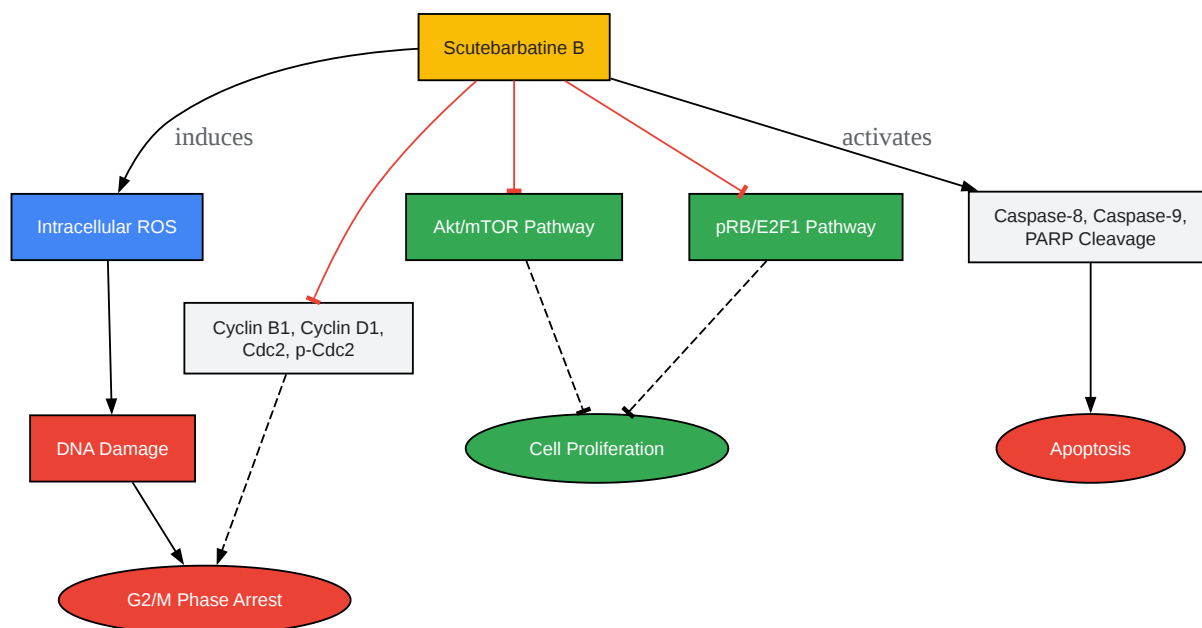 Scutebarbatine B
induces
activates
Intracellular ROS
Akt/mTOR Pathway
pRB/E2F1 Pathway
Caspase-8, Caspase-9,
PARP Cleavage
Cyclin B1, Cyclin D1,
Cdc2, p-Cdc2
DNA Damage
Cell Proliferation
Apoptosis
G2/M Phase Arrest